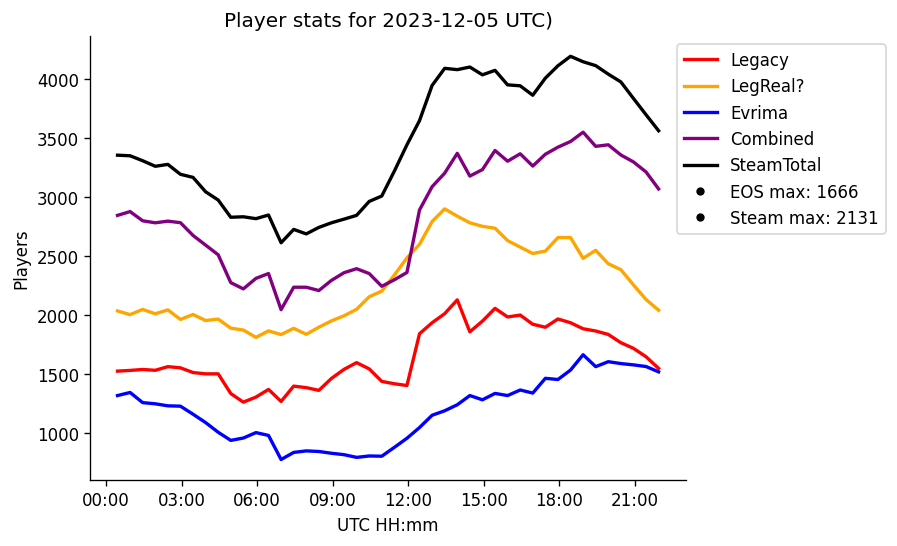 Player stats for 2023-12-05 UTC)
Players
4000
3500
3000
2500
2000
1500
1000
00:00 03:00 06:00 09:00 12:00 15:00 18:00 21:00
UTC HH:mm
Legacy
LegReal?
Evrima
Combined
SteamTotal
EOS max: 1666
Steam max: 2131